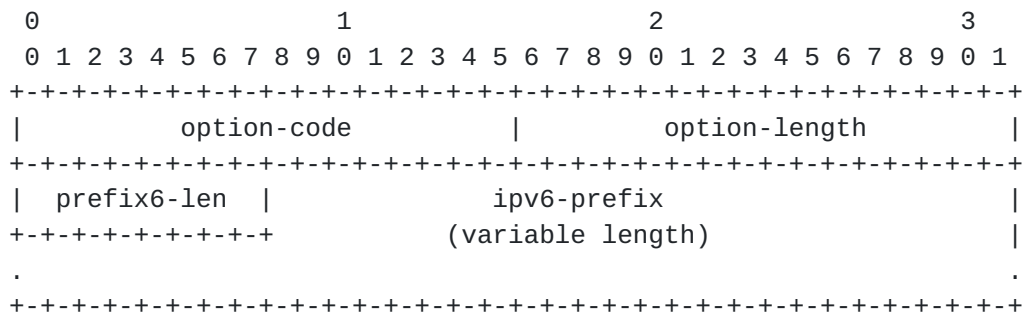 0                   1                   2                   3
 0 1 2 3 4 5 6 7 8 9 0 1 2 3 4 5 6 7 8 9 0 1 2 3 4 5 6 7 8 9 0 1
+-+-+-+-+-+-+-+-+-+-+-+-+-+-+-+-+-+-+-+-+-+-+-+-+-+-+-+-+-+-+-+-+
|          option-code          |         option-length         |
+-+-+-+-+-+-+-+-+-+-+-+-+-+-+-+-+-+-+-+-+-+-+-+-+-+-+-+-+-+-+-+-+
|  prefix6-len  |              ipv6-prefix                      |
+-+-+-+-+-+-+-+-+           (variable length)                   |
.                                                               .
+-+-+-+-+-+-+-+-+-+-+-+-+-+-+-+-+-+-+-+-+-+-+-+-+-+-+-+-+-+-+-+-+